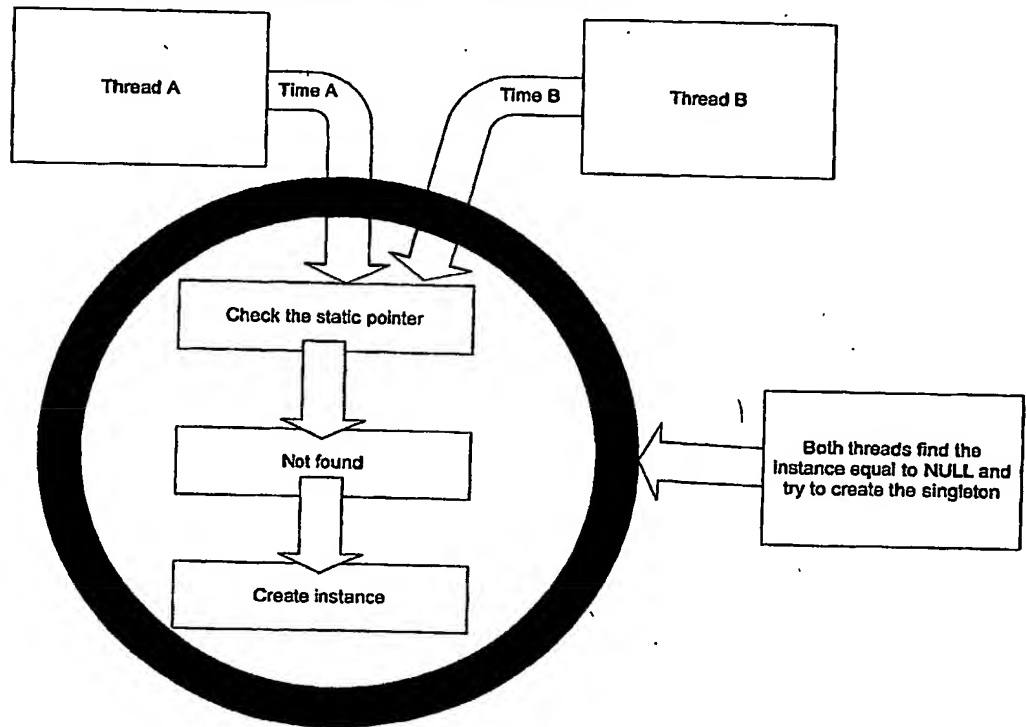 Thread A
Time A
Time B
Thread B
Check the static pointer
Not found
Create instance
Both threads find the
instance equal to NULL and
try to create the singleton